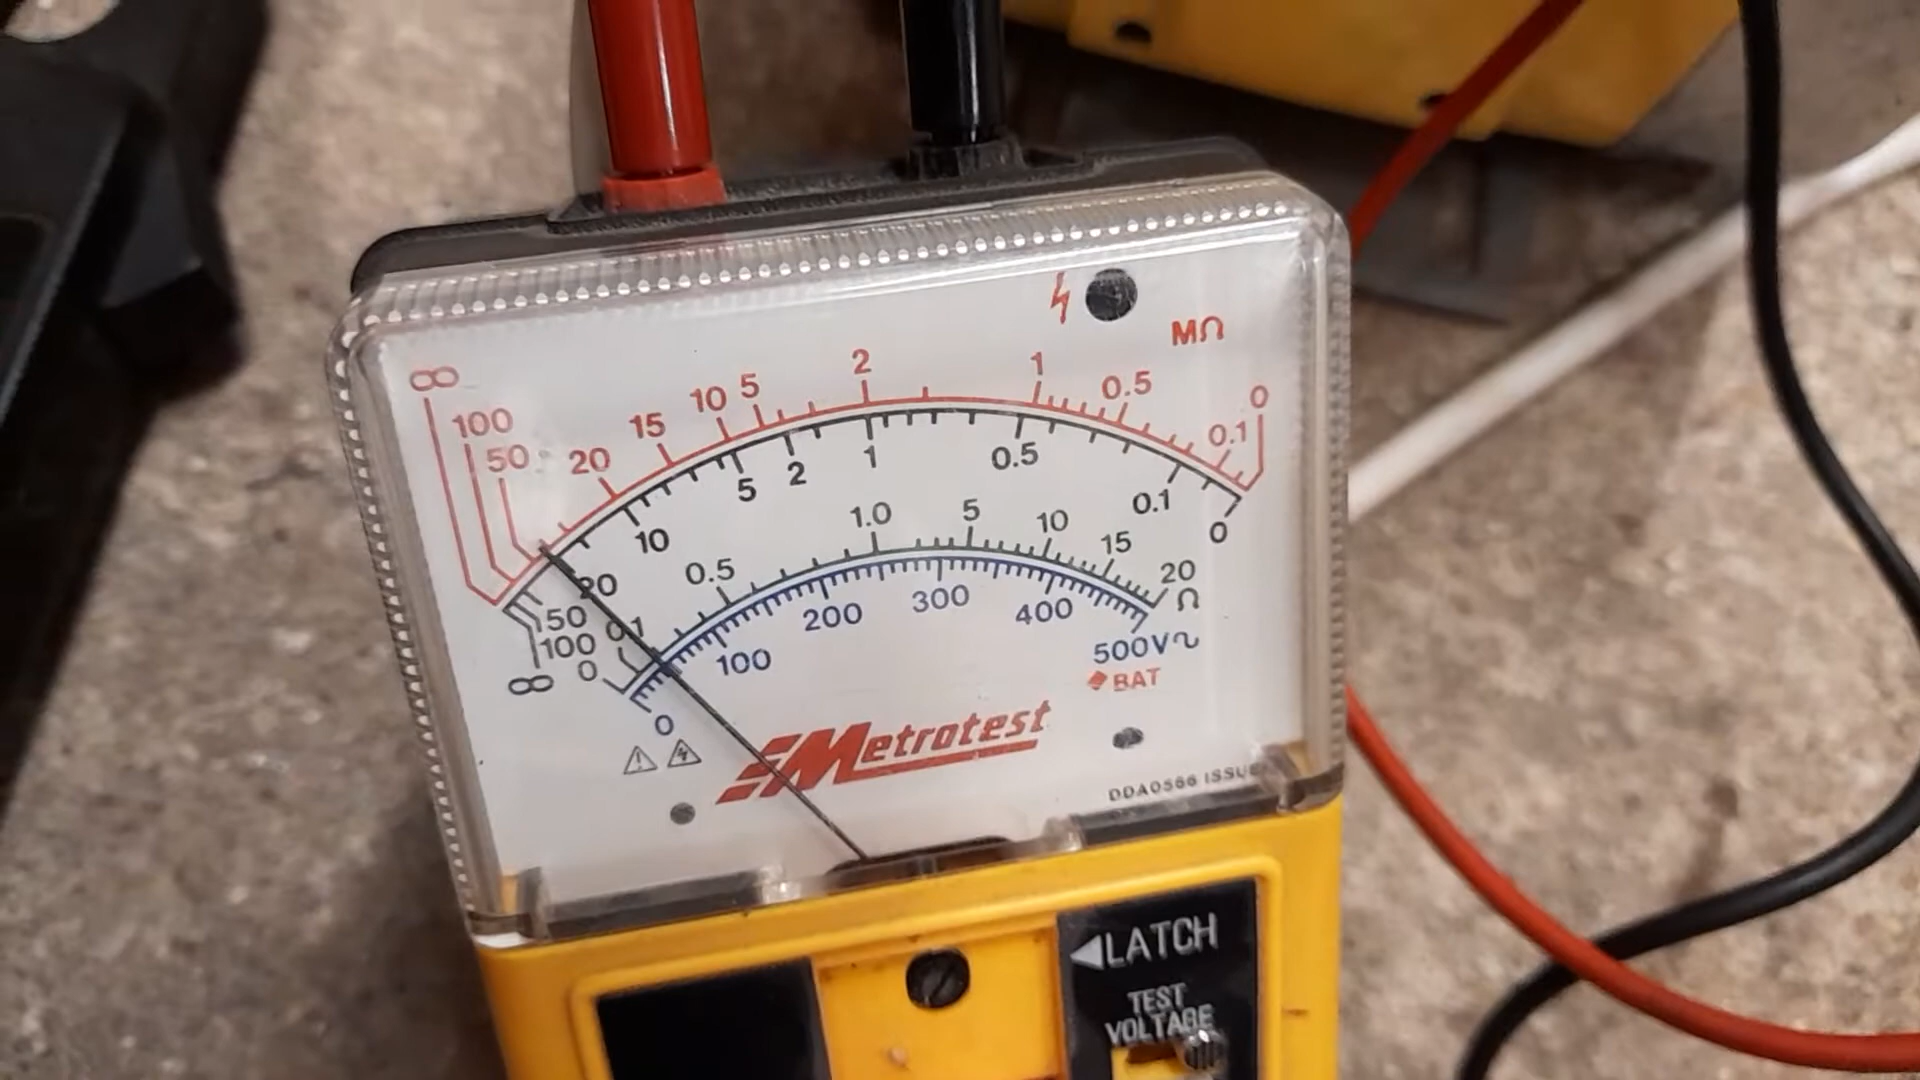 MΩ
∞ 100 50 20 15 10 5 2 1 0.5 0.1 0
∞ 100 50 20 10 5 2 1 0.5 0.1 0
0 0.1 0.5 1.0 5 10 15 20 Ω
0 100 200 300 400 500V~
BAT
Metrotest
DDA0566 ISSUE
LATCH
TEST
VOLTAGE